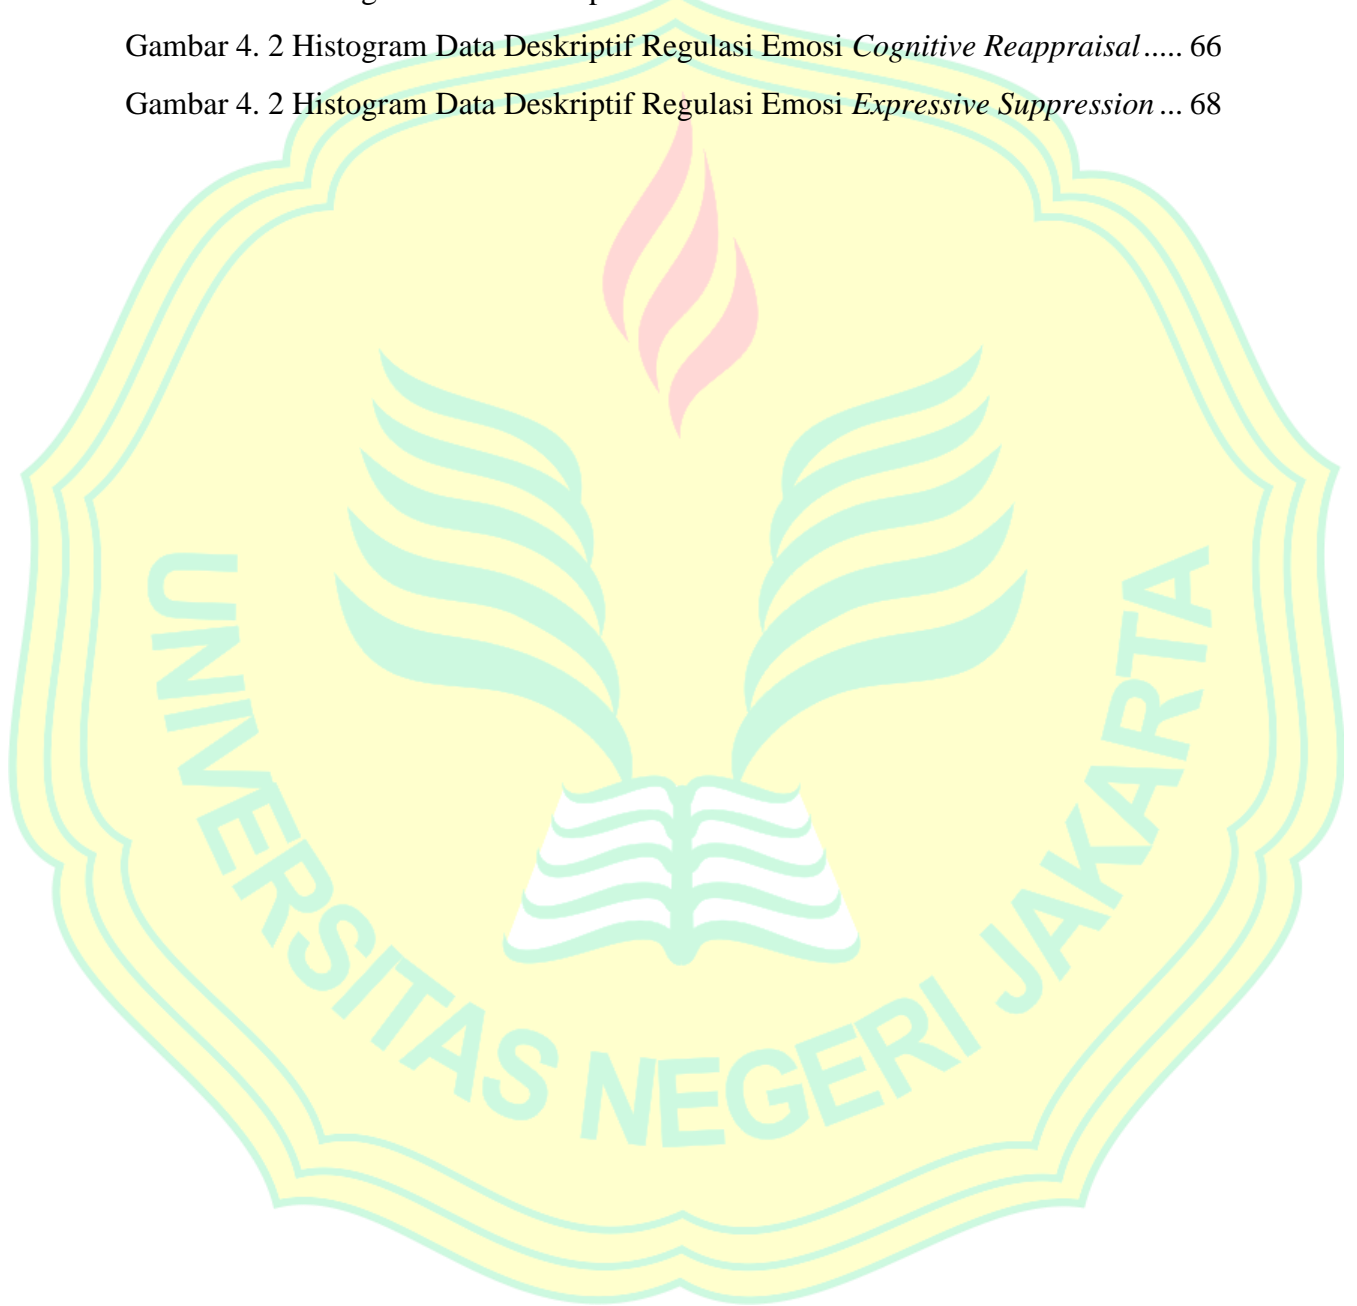 Gambar 4. 2 Histogram Data Deskriptif Regulasi Emosi Cognitive Reappraisal ..... 66
Gambar 4. 2 Histogram Data Deskriptif Regulasi Emosi Expressive Suppression ... 68
UNIVERSITAS NEGERI JAKARTA